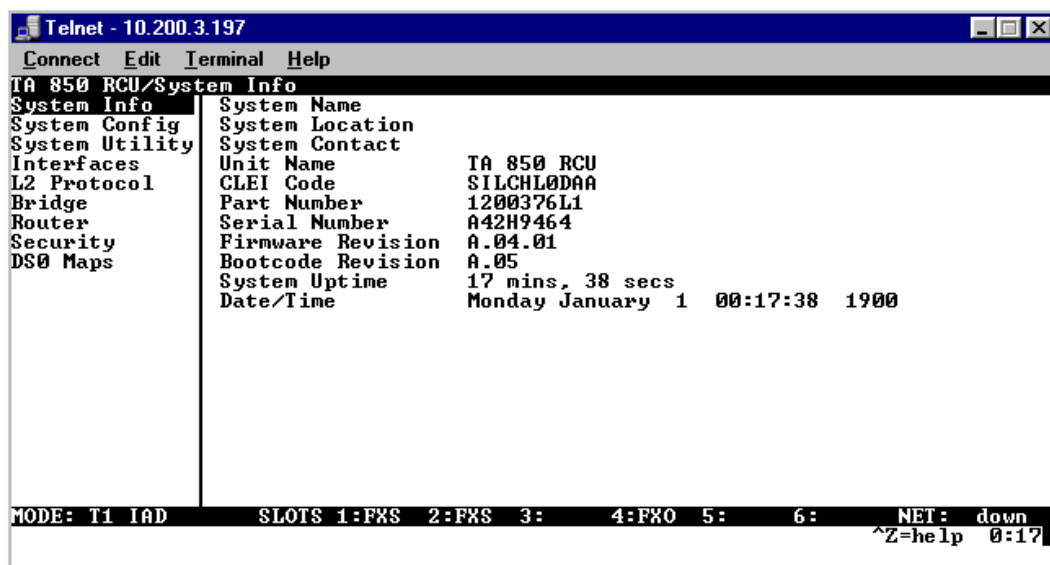 Telnet - 10.200.3.197
Connect Edit Terminal Help
TA 850 RCU/System Info
System Info System Name
System Config System Location
System Utility System Contact
Interfaces Unit Name TA 850 RCU
L2 Protocol CLEI Code SILCHL0DAA
Bridge Part Number 1200376L1
Router Serial Number A42H9464
Security Firmware Revision A.04.01
DS0 Maps Bootcode Revision A.05
System Uptime 17 mins, 38 secs
Date/Time Monday January 1 00:17:38 1900
MODE: T1 IAD SLOTS 1:FXS 2:FXS 3: 4:FXO 5: 6: NET: down
^Z=help 0:17